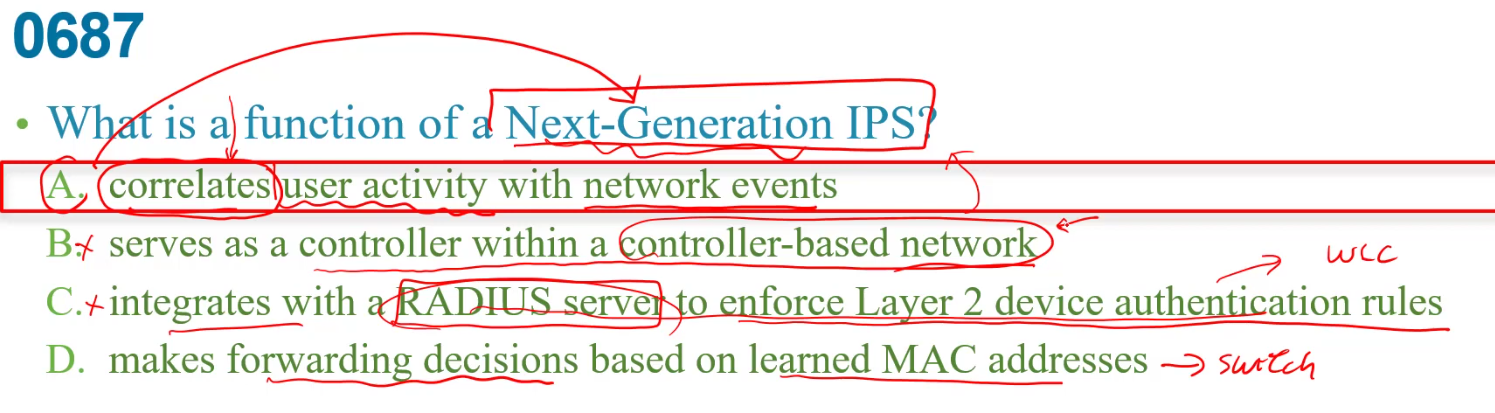 0687
• What is a function of a Next-Generation IPS?
A. correlates user activity with network events
B. serves as a controller within a controller-based network
WLC
C. integrates with a RADIUS server to enforce Layer 2 device authentication rules
D. makes forwarding decisions based on learned MAC addresses → switch